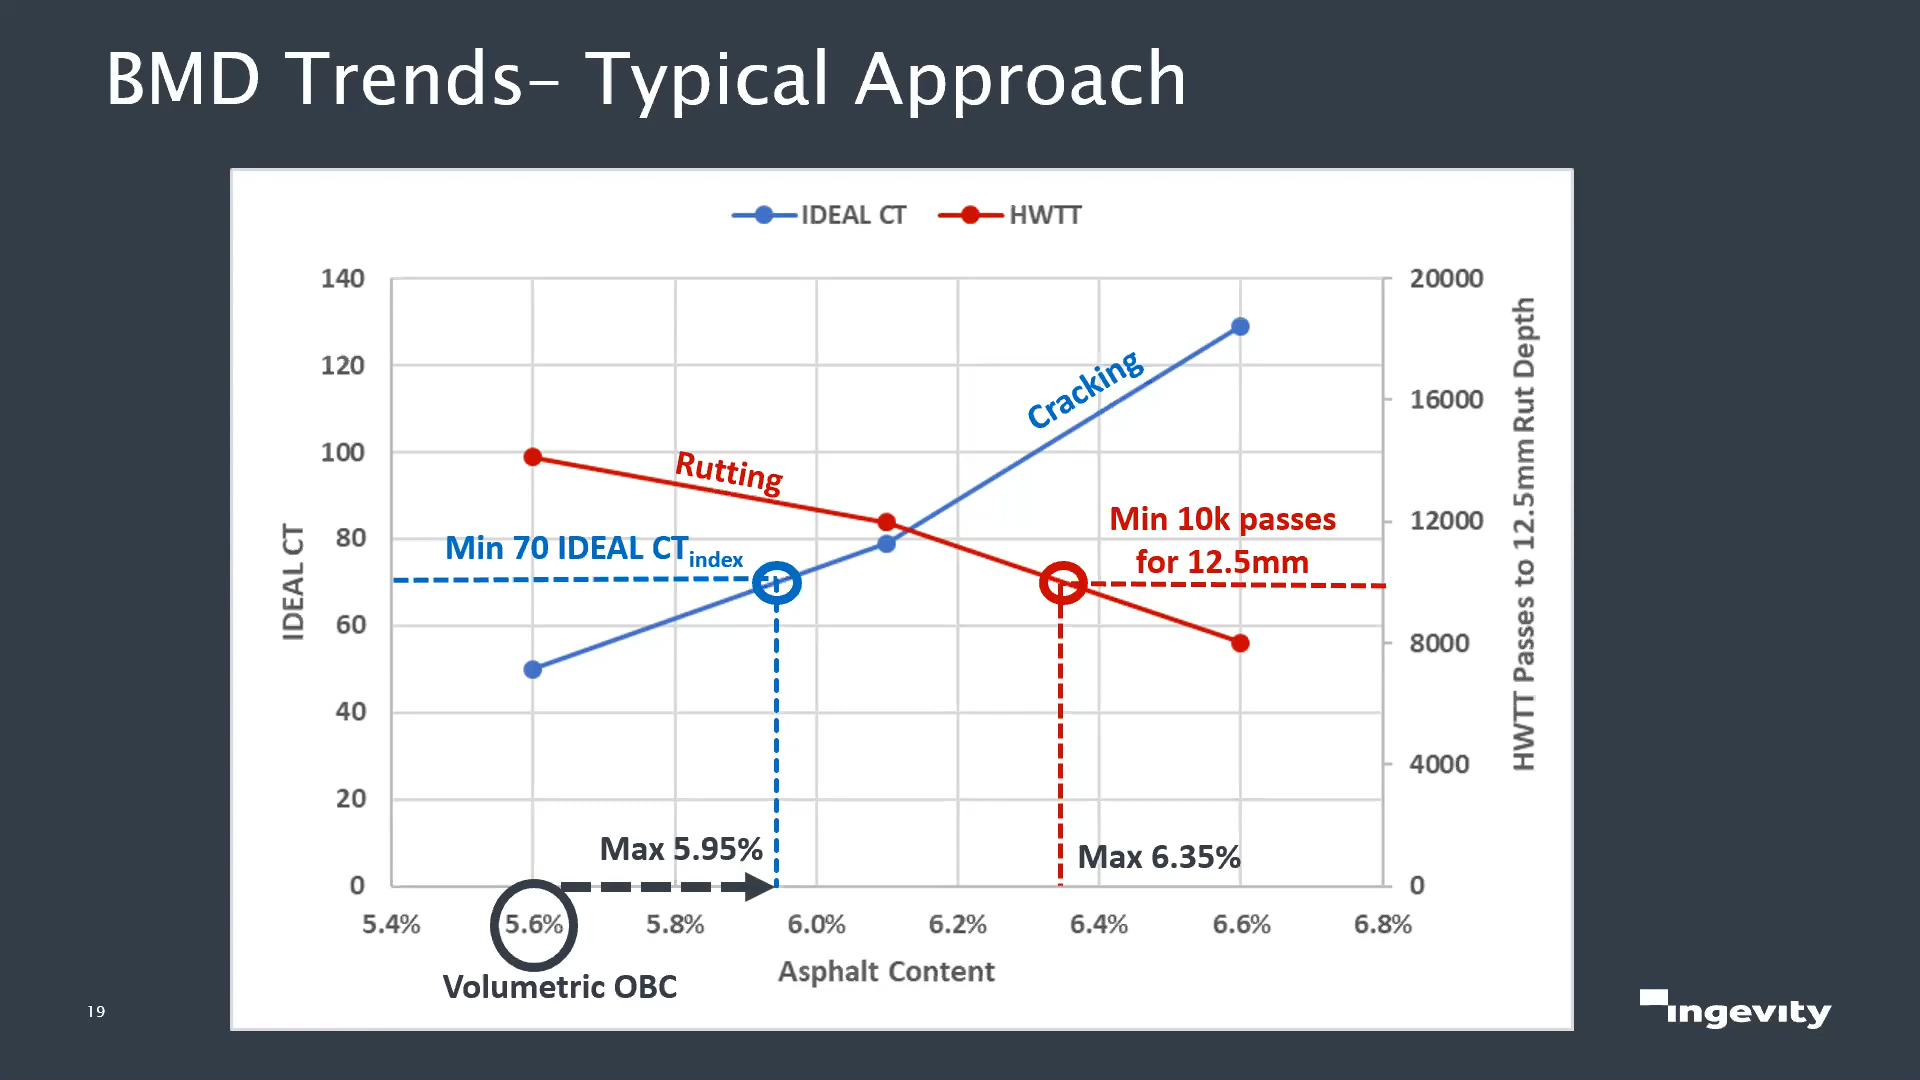 BMD Trends– Typical Approach
IDEAL CT
HWTT
140
120
100
80
60
40
20
0
IDEAL CT
20000
16000
12000
8000
4000
0
HWTT Passes to 12.5mm Rut Depth
Cracking
Rutting
Min 70 IDEAL CTindex
Min 10k passes
for 12.5mm
Max 5.95%
Max 6.35%
5.4% 5.6% 5.8% 6.0% 6.2% 6.4% 6.6% 6.8%
Asphalt Content
Volumetric OBC
19
ingevity